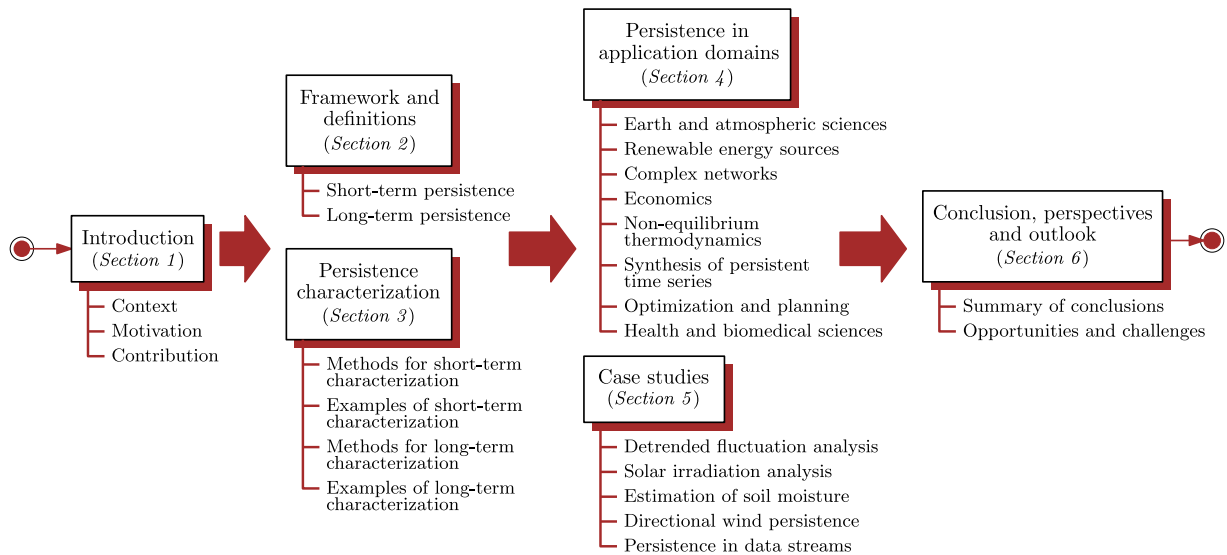 Introduction
(Section 1)
Context
Motivation
Contribution
Framework and
definitions
(Section 2)
Short-term persistence
Long-term persistence
Persistence
characterization
(Section 3)
Methods for short-term
characterization
Examples of short-term
characterization
Methods for long-term
characterization
Examples of long-term
characterization
Persistence in
application domains
(Section 4)
Earth and atmospheric sciences
Renewable energy sources
Complex networks
Economics
Non-equilibrium
thermodynamics
Synthesis of persistent
time series
Optimization and planning
Health and biomedical sciences
Case studies
(Section 5)
Detrended fluctuation analysis
Solar irradiation analysis
Estimation of soil moisture
Directional wind persistence
Persistence in data streams
Conclusion, perspectives
and outlook
(Section 6)
Summary of conclusions
Opportunities and challenges